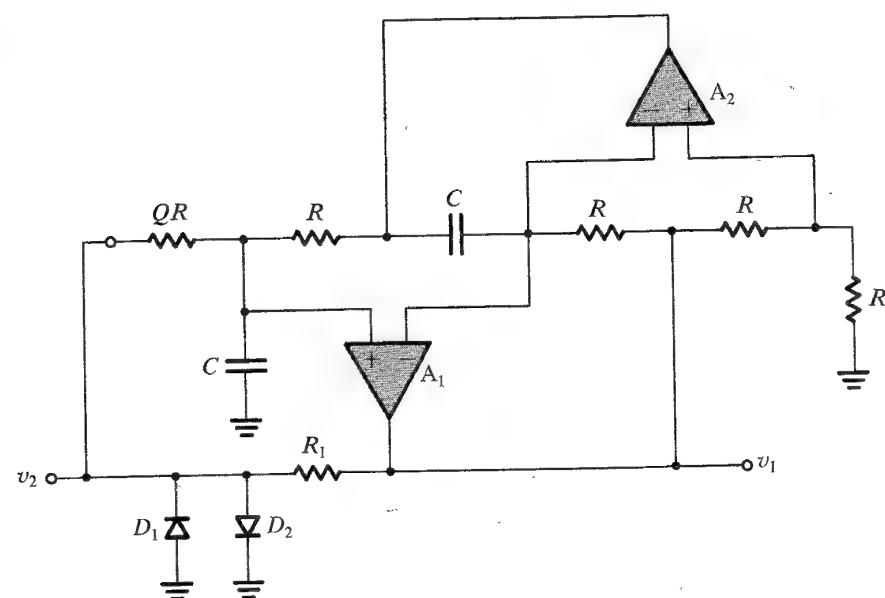 A₂
− +
QR
R
C
R
R
R
C
+ −
A₁
R₁
v₂
v₁
D₁
D₂